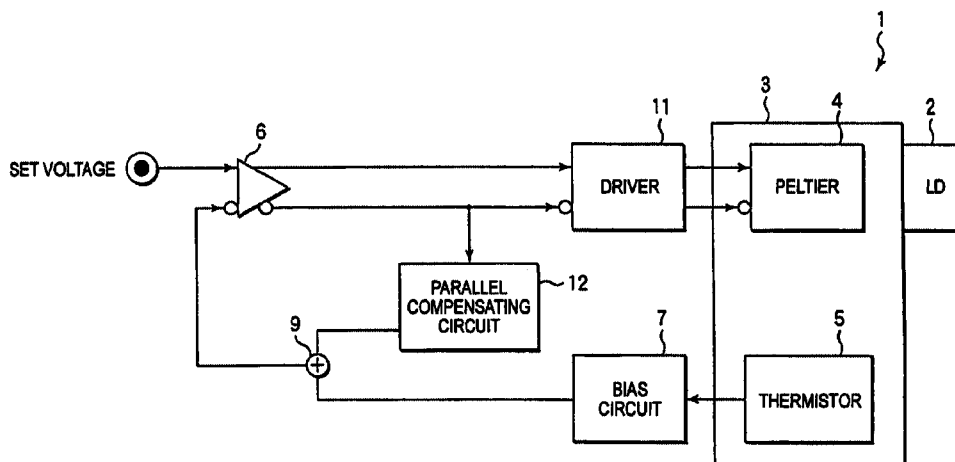 1
3
4
2
6
11
SET VOLTAGE
DRIVER
PELTIER
LD
PARALLEL
COMPENSATING
CIRCUIT
12
9
7
5
BIAS
CIRCUIT
THERMISTOR